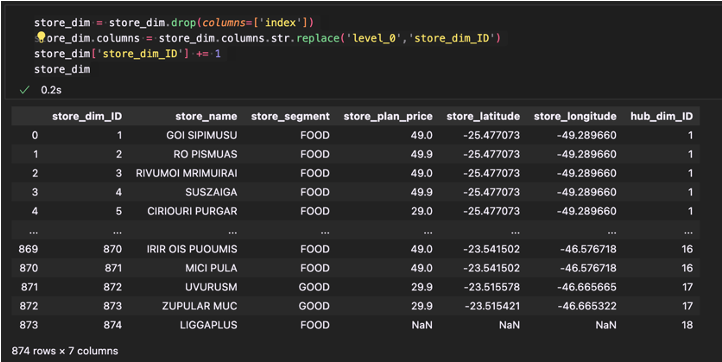 store_dim = store_dim.drop(columns=['index'])
store_dim.columns = store_dim.columns.str.replace('level_0','store_dim_ID')
store_dim['store_dim_ID'] += 1
store_dim
0.2s
store_dim_ID store_name store_segment store_plan_price store_latitude store_longitude hub_dim_ID
0 1 GOI SIPIMUSU FOOD 49.0 -25.477073 -49.289660 1
1 2 RO PISMUAS FOOD 49.9 -25.477073 -49.289660 1
2 3 RIVUMOI MRIMUIRAI FOOD 49.0 -25.477073 -49.289660 1
3 4 SUSZAIGA FOOD 49.9 -25.477073 -49.289660 1
4 5 CIRIOURI PURGAR FOOD 29.0 -25.477073 -49.289660 1
... ... ... ... ... ... ... ...
869 870 IRIR OIS PUOUMIS FOOD 49.0 -23.541502 -46.576718 16
870 871 MICI PULA FOOD 49.0 -23.541502 -46.576718 16
871 872 UVURUSM GOOD 29.9 -23.515578 -46.665665 17
872 873 ZUPULAR MUC GOOD 29.9 -23.515421 -46.665322 17
873 874 LIGGAPLUS FOOD NaN NaN NaN 18
874 rows × 7 columns